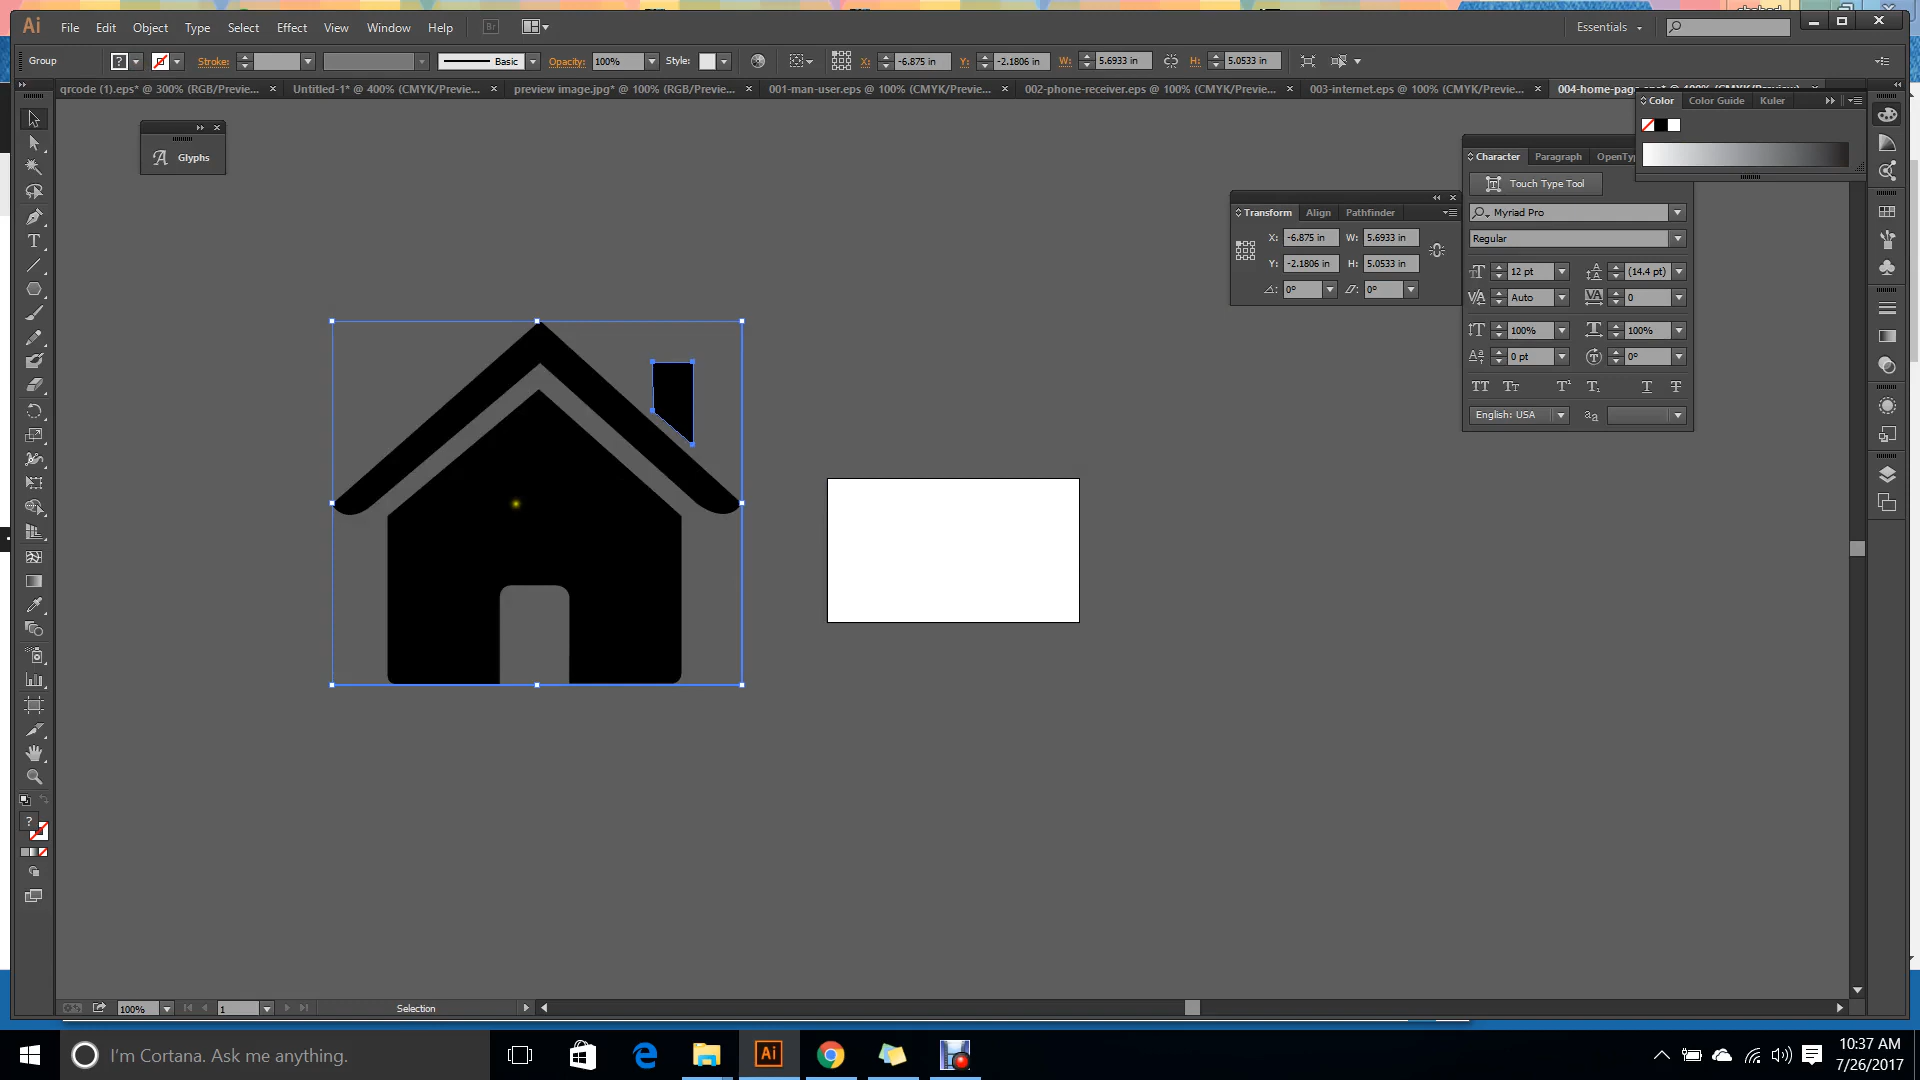 Ai File Edit Object Type Select Effect View Window Help Br Essentials
Group Stroke: Basic Opacity: 100% Style: X: -6.875 in Y: -2.1806 in W: 5.6933 in H: 5.0533 in
qrcode (1).eps* @ 300% (RGB/Previe... Untitled-1* @ 400% (CMYK/Previe... preview image.jpg* @ 100% (RGB/Previe... 001-man-user.eps @ 100% (CMYK/Previe... 002-phone-receiver.eps @ 100% (CMYK/Previe... 003-internet.eps @ 100% (CMYK/Previe...
Color Color Guide Kuler
Glyphs
Character Paragraph OpenTyp
Touch Type Tool
Transform Align Pathfinder
Myriad Pro
X: -6.875 in W: 5.6933 in
Regular
Y: -2.1806 in H: 5.0533 in
12 pt (14.4 pt)
0° 0°
Auto 0
100% 100%
0 pt 0°
English: USA
100% 1 Selection
I'm Cortana. Ask me anything.
Ai
10:37 AM
7/26/2017